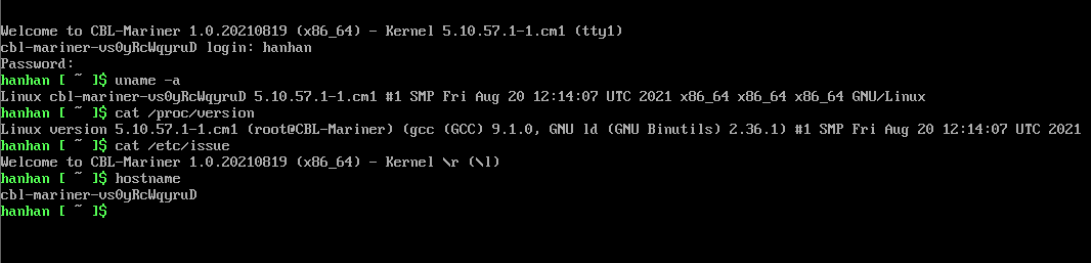 Welcome to CBL-Mariner 1.0.20210819 (x86_64) - Kernel 5.10.57.1-1.cm1 (tty1)
cbl-mariner-vs0yRcWqyruD login: hanhan
Password:
hanhan [ ~ ]$ uname -a
Linux cbl-mariner-vs0yRcWqyruD 5.10.57.1-1.cm1 #1 SMP Fri Aug 20 12:14:07 UTC 2021 x86_64 x86_64 x86_64 GNU/Linux
hanhan [ ~ ]$ cat /proc/version
Linux version 5.10.57.1-1.cm1 (root@CBL-Mariner) (gcc (GCC) 9.1.0, GNU ld (GNU Binutils) 2.36.1) #1 SMP Fri Aug 20 12:14:07 UTC 2021
hanhan [ ~ ]$ cat /etc/issue
Welcome to CBL-Mariner 1.0.20210819 (x86_64) - Kernel \r (\l)
hanhan [ ~ ]$ hostname
cbl-mariner-vs0yRcWqyruD
hanhan [ ~ ]$